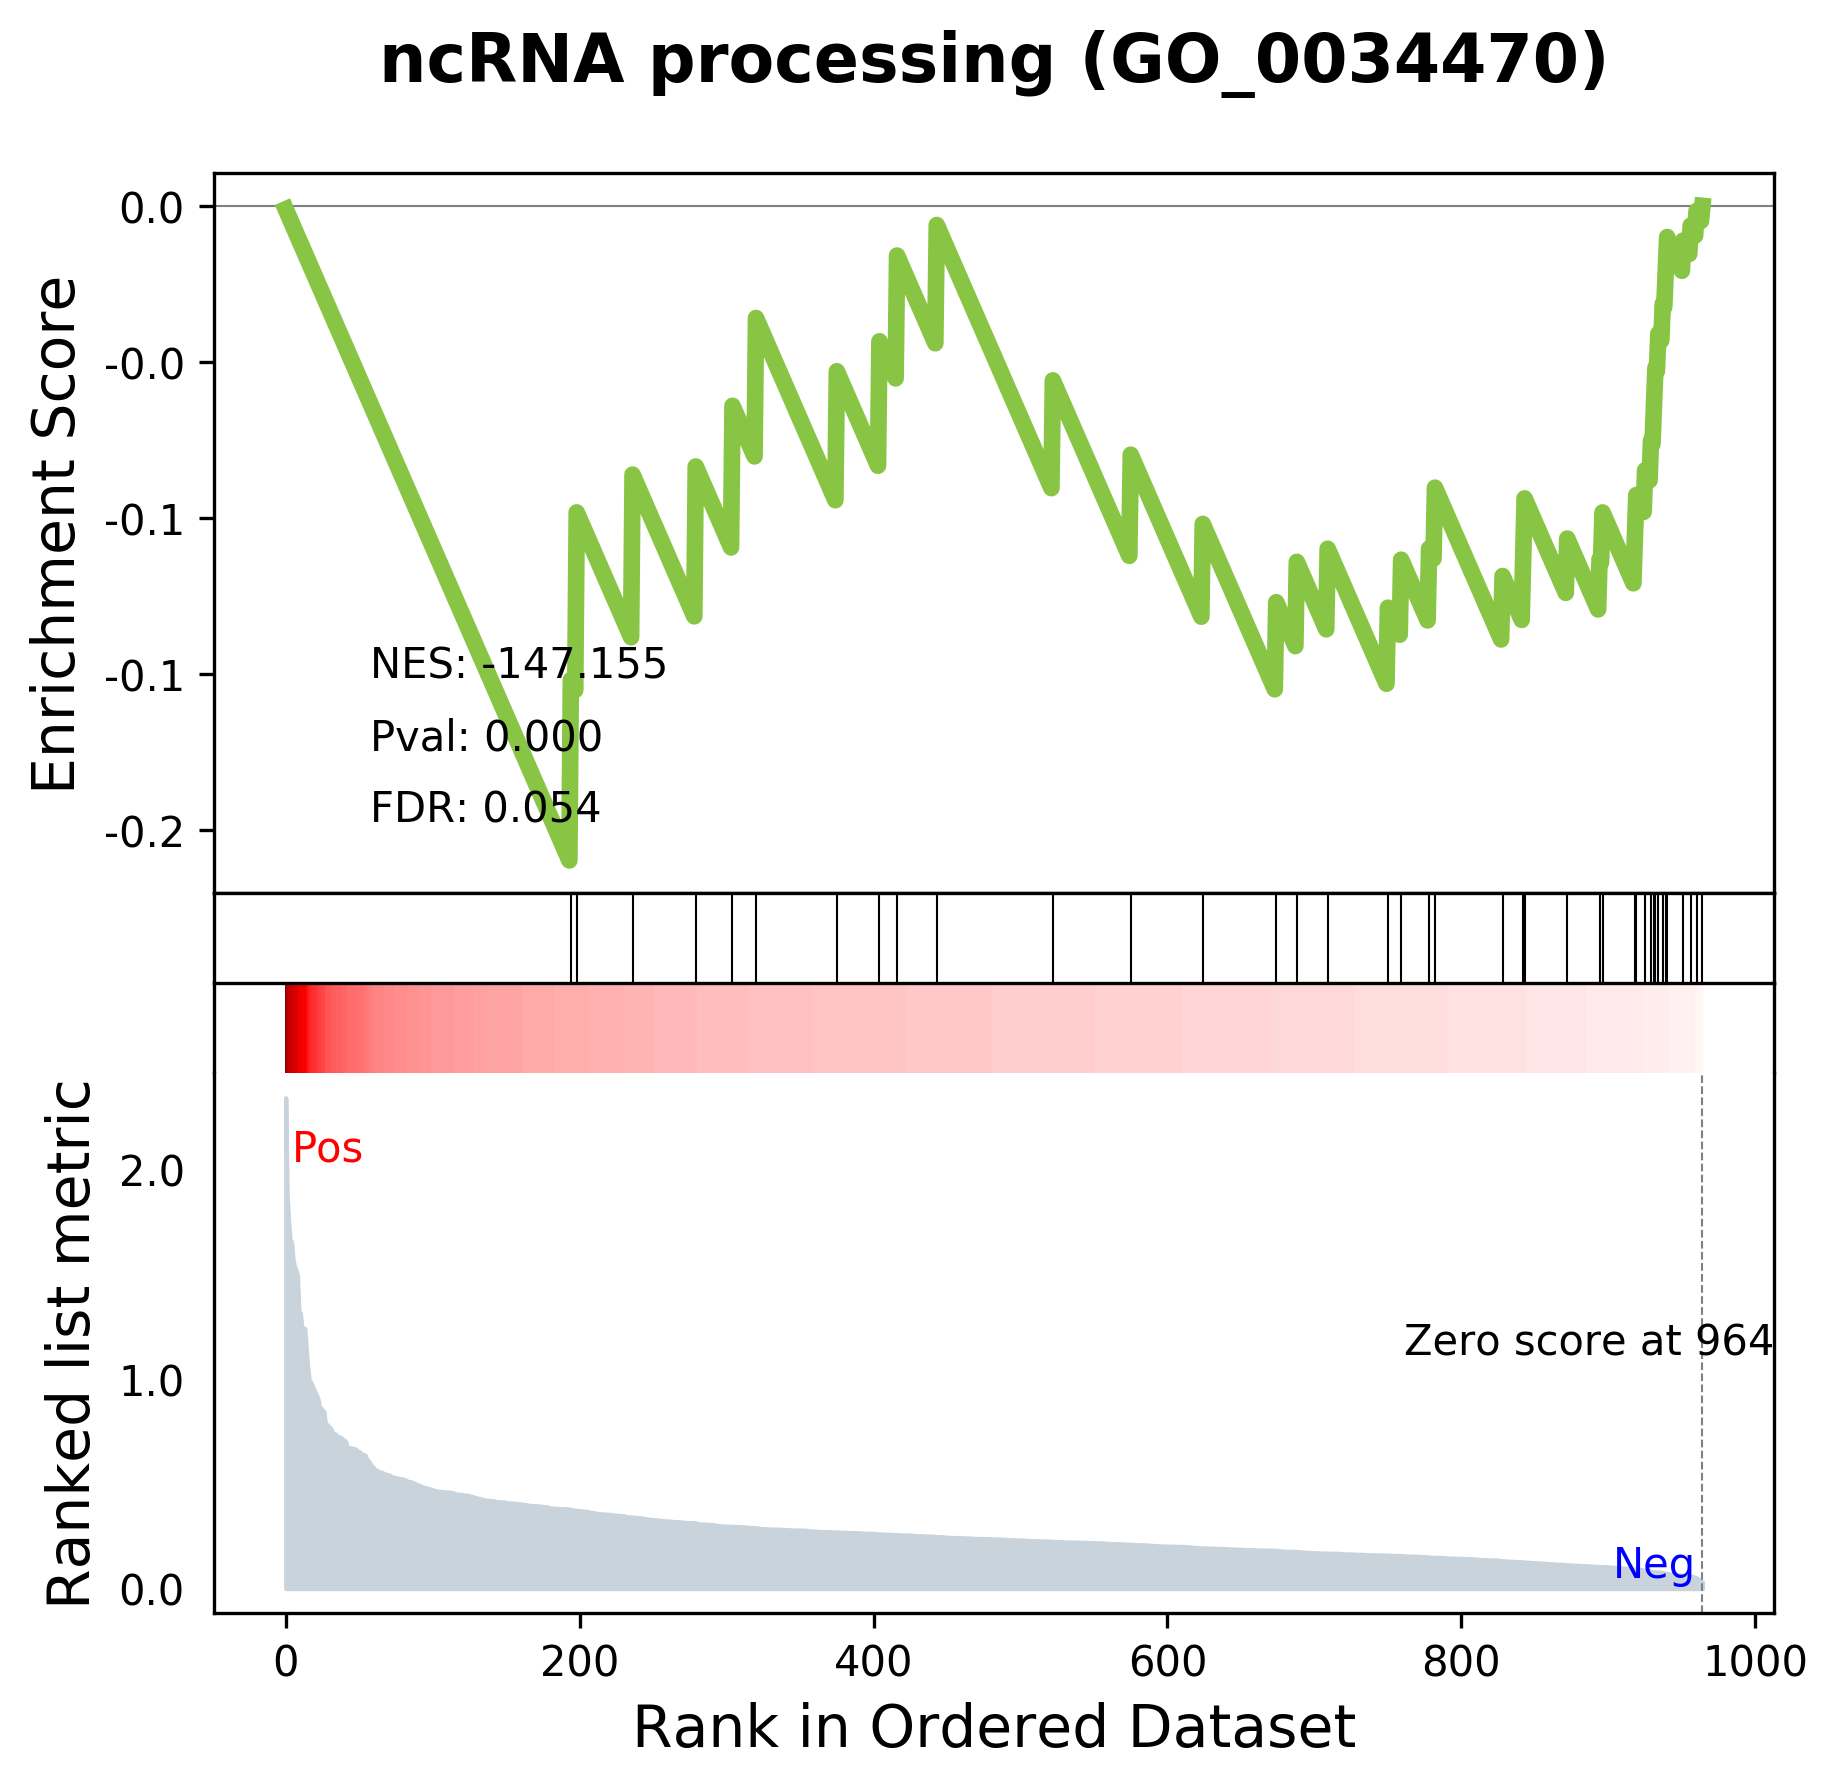 ncRNA processing (GO_0034470)
Enrichment Score
0.0
-0.0
-0.1
-0.1
-0.2
NES: -147.155
Pval: 0.000
FDR: 0.054
Ranked list metric
2.0
1.0
0.0
Pos
Zero score at 964
Neg
0 200 400 600 800 1000
Rank in Ordered Dataset